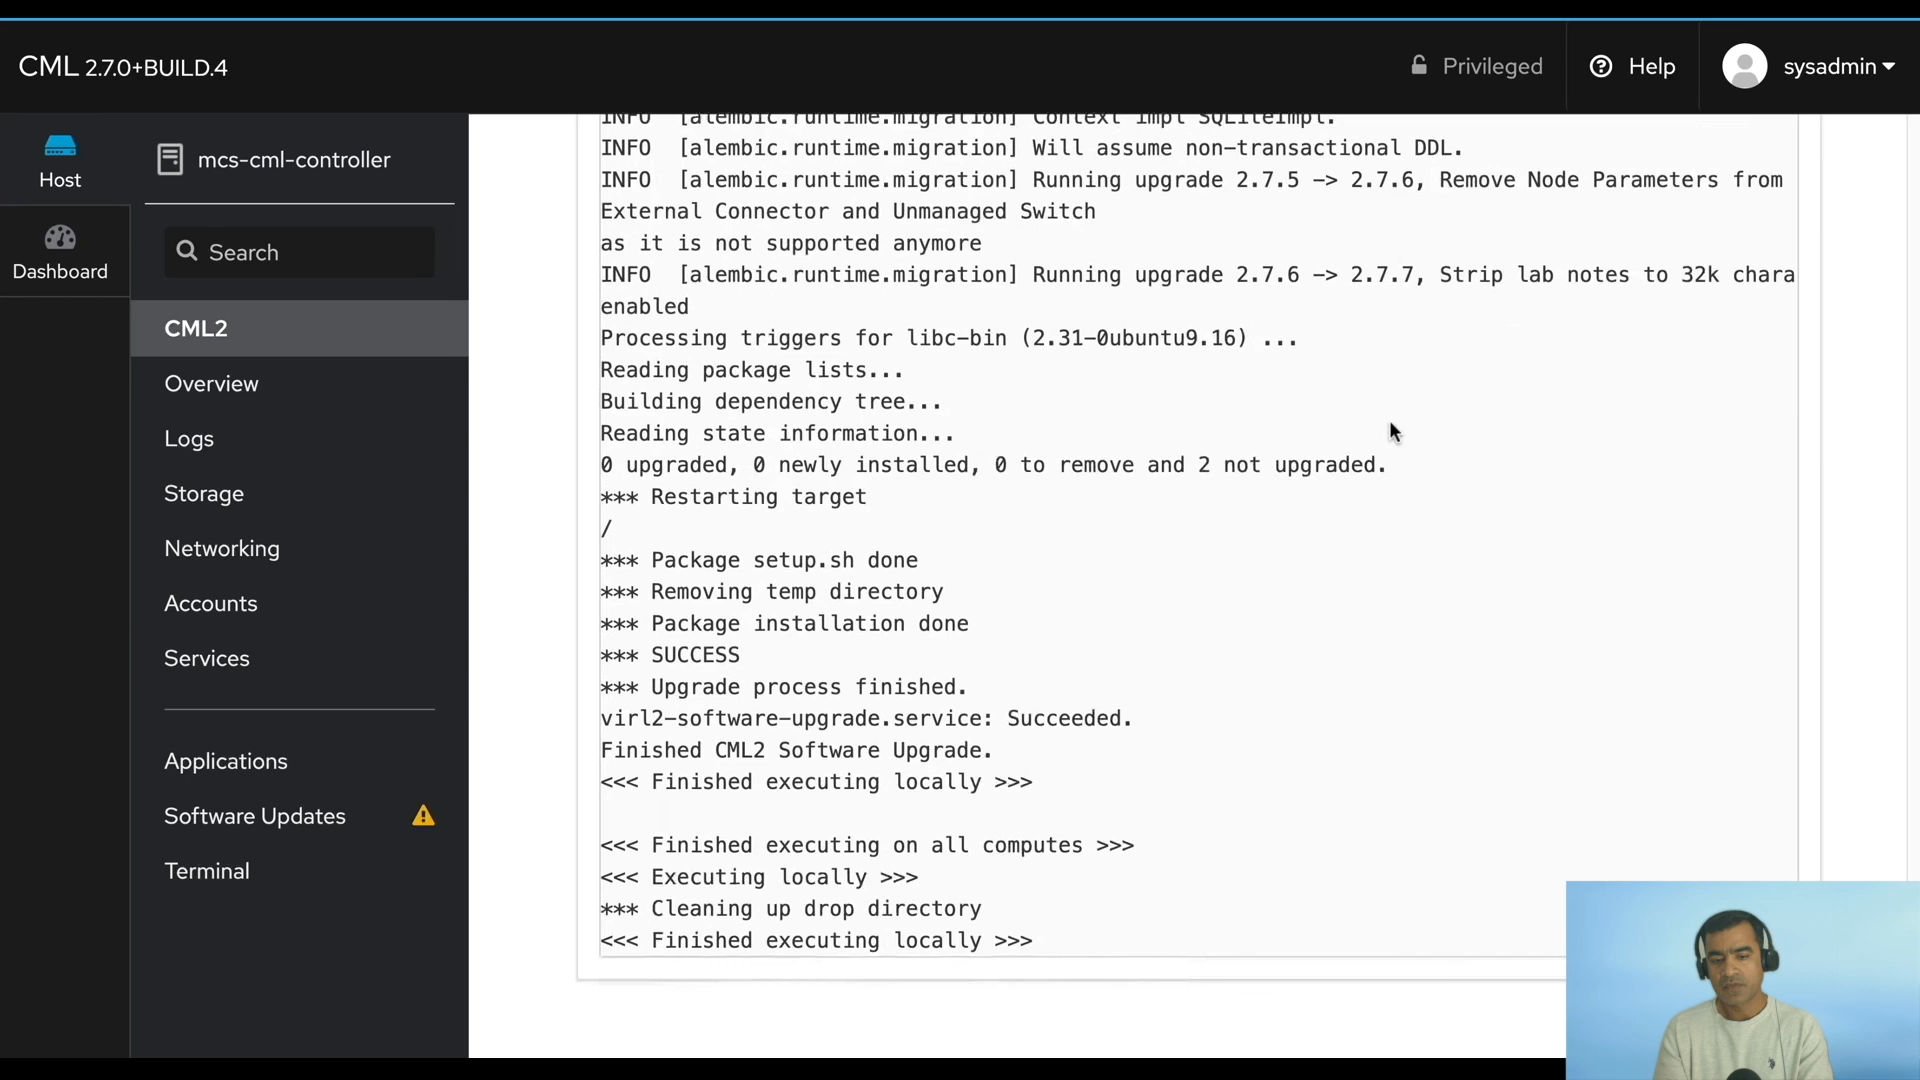 CML 2.7.0+BUILD.4
Privileged
Help
sysadmin
Host
Dashboard
mcs-cml-controller
Search
CML2
Overview
Logs
Storage
Networking
Accounts
Services
Applications
Software Updates
Terminal
INFO [alembic.runtime.migration] Context impl SQLiteImpl.
INFO [alembic.runtime.migration] Will assume non-transactional DDL.
INFO [alembic.runtime.migration] Running upgrade 2.7.5 -> 2.7.6, Remove Node Parameters from
External Connector and Unmanaged Switch
as it is not supported anymore
INFO [alembic.runtime.migration] Running upgrade 2.7.6 -> 2.7.7, Strip lab notes to 32k chara
enabled
Processing triggers for libc-bin (2.31-0ubuntu9.16) ...
Reading package lists...
Building dependency tree...
Reading state information...
0 upgraded, 0 newly installed, 0 to remove and 2 not upgraded.
*** Restarting target
/
*** Package setup.sh done
*** Removing temp directory
*** Package installation done
*** SUCCESS
*** Upgrade process finished.
virl2-software-upgrade.service: Succeeded.
Finished CML2 Software Upgrade.
<<< Finished executing locally >>>
<<< Finished executing on all computes >>>
<<< Executing locally >>>
*** Cleaning up drop directory
<<< Finished executing locally >>>